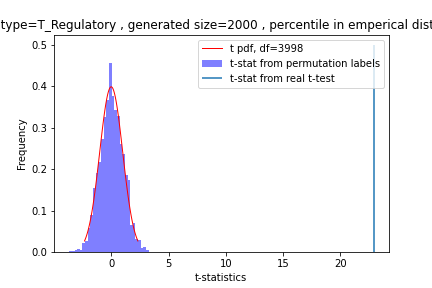 type=T_Regulatory , generated size=2000 , percentile in emperical dist
t pdf, df=3998
t-stat from permutation labels
t-stat from real t-test
Frequency
0.5
0.4
0.3
0.2
0.1
0.0
0 5 10 15 20
t-statistics